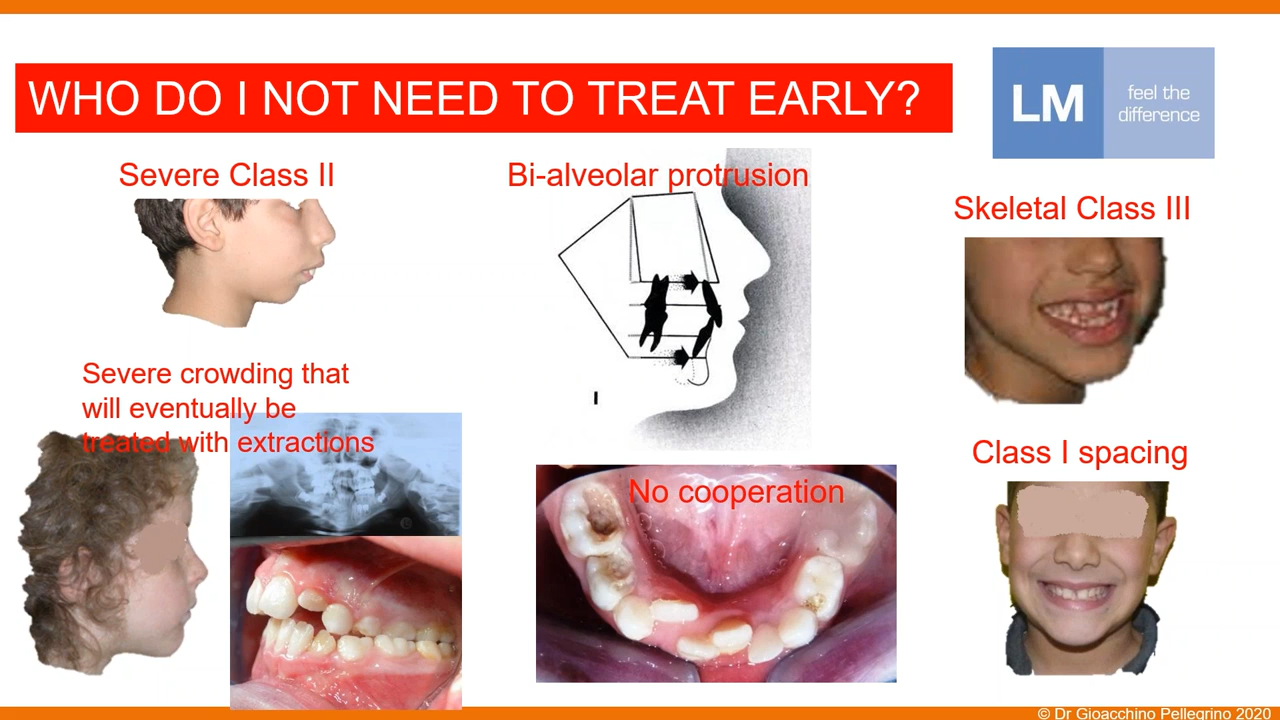 WHO DO I NOT NEED TO TREAT EARLY?
LM
feel the
difference
Severe Class II
Bi-alveolar protrusion
Skeletal Class III
Severe crowding that
will eventually be
treated with extractions
No cooperation
Class I spacing
I
© Dr Gioacchino Pellegrino 2020